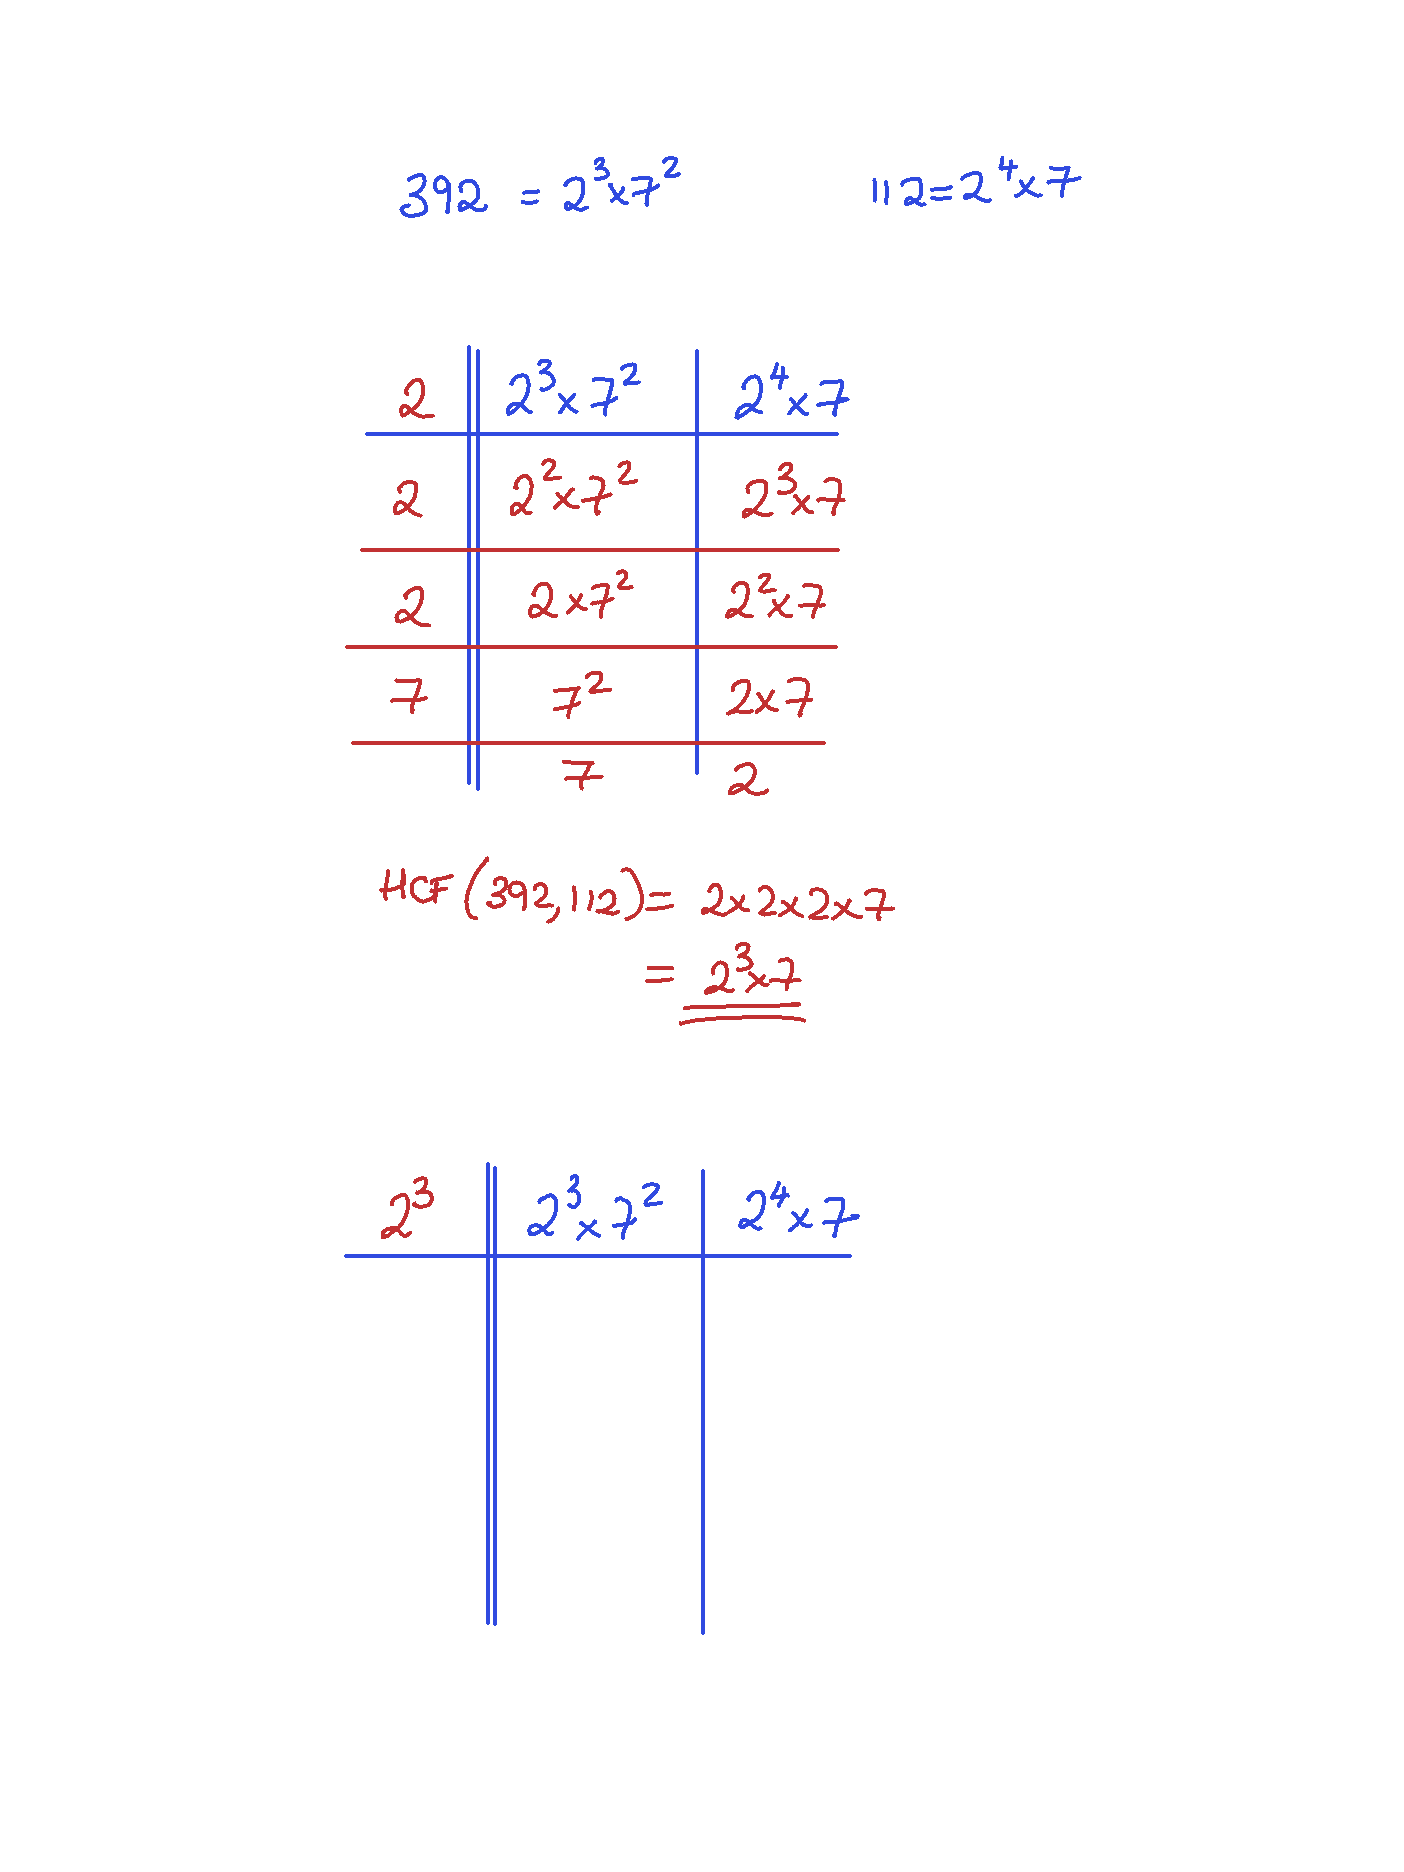 392 = 2³×7² 112=2⁴×7
2 2³×7² 2⁴×7
2 2²×7² 2³×7
2 2×7² 2²×7
7 7² 2×7
7 2
HCF(392,112)= 2×2×2×7
= 2³×7
2³ 2³×7² 2⁴×7